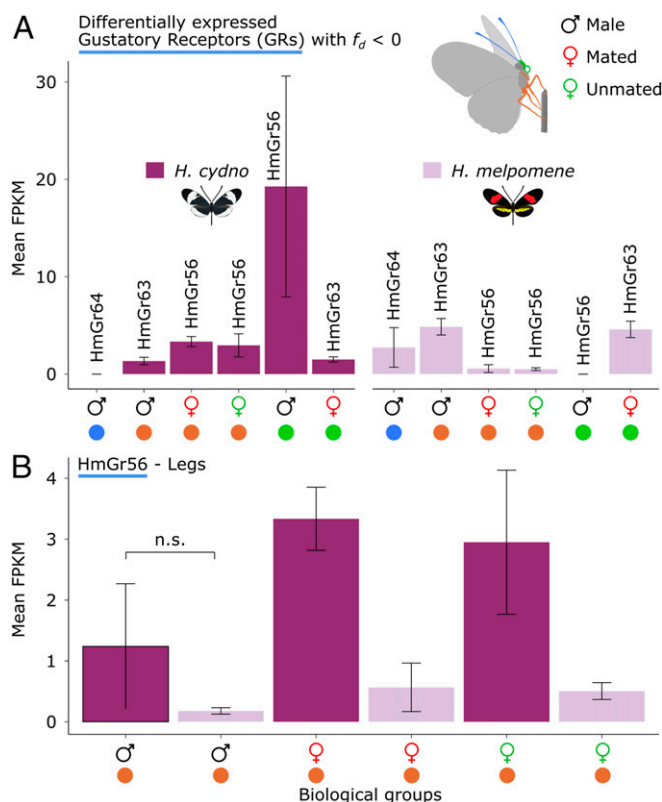 A
Differentially expressed
Gustatory Receptors (GRs) with f_d < 0
♂ Male
♀ Mated
♀ Unmated
Mean FPKM
30
20
10
0
H. cydno
H. melpomene
HmGr64
HmGr63
HmGr56
HmGr56
HmGr56
HmGr63
HmGr64
HmGr63
HmGr56
HmGr56
HmGr56
HmGr63
♂ ♂ ♀ ♀ ♂ ♀ ♂ ♂ ♀ ♀ ♂ ♀
B
HmGr56 - Legs
Mean FPKM
4
3
2
1
0
n.s.
♂ ♂ ♀ ♀ ♀ ♀
Biological groups